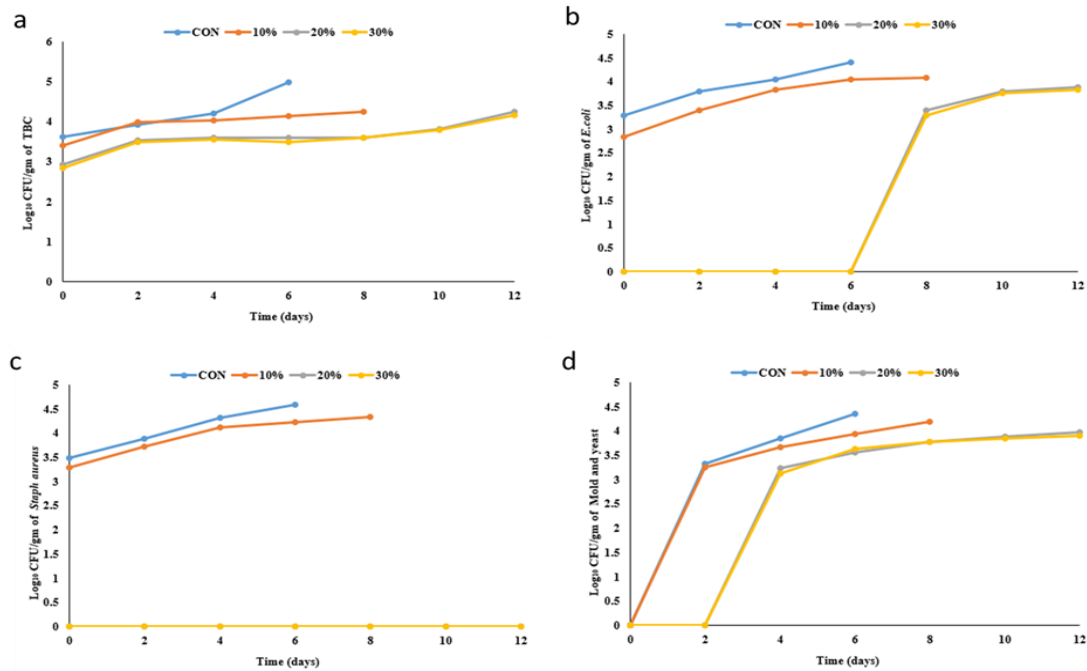 a
CON 10% 20% 30%
6
5
4
3
2
1
0
Log₁₀ CFU/gm of TBC
0 2 4 6 8 10 12
Time (days)
b
CON 10% 20% 30%
5
4.5
4
3.5
3
2.5
2
1.5
1
0.5
0
Log₁₀ CFU/gm of E.coli
0 2 4 6 8 10 12
Time (days)
c
CON 10% 20% 30%
5
4.5
4
3.5
3
2.5
2
1.5
1
0.5
0
Log₁₀ CFU/gm of Staph aureus
0 2 4 6 8 10 12
Time (days)
d
CON 10% 20% 30%
5
4.5
4
3.5
3
2.5
2
1.5
1
0.5
0
Log₁₀ CFU/gm of Mold and yeast
0 2 4 6 8 10 12
Time (days)